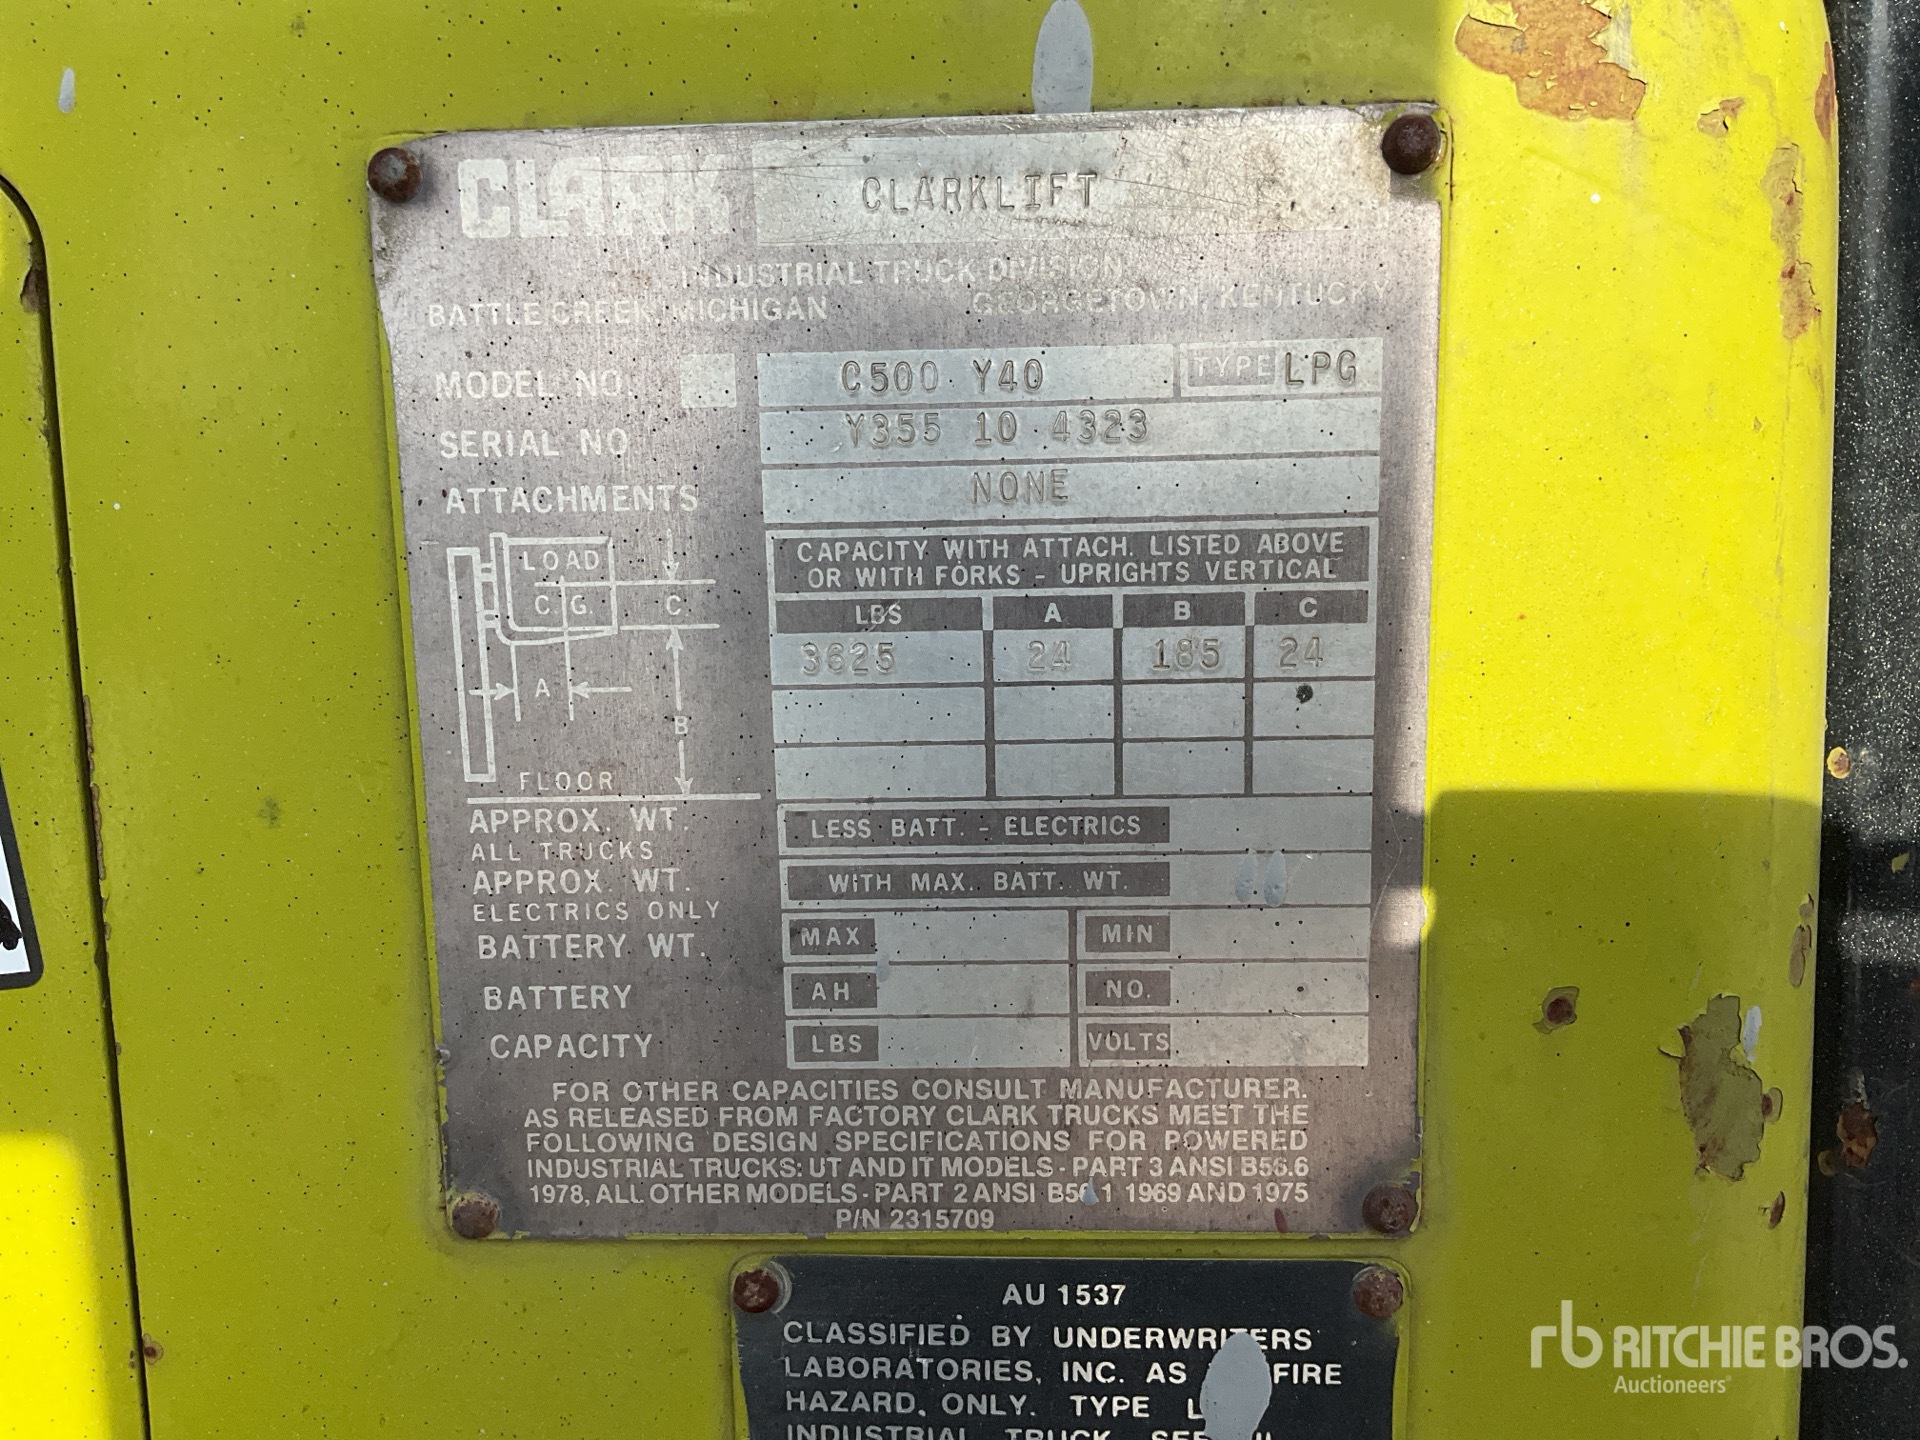 CLARK CLARKLIFT
INDUSTRIAL TRUCK DIVISION
BATTLE CREEK, MICHIGAN GEORGETOWN, KENTUCKY
MODEL NO. C500 Y40 TYPE LPG
SERIAL NO Y355 10 4323
ATTACHMENTS NONE
CAPACITY WITH ATTACH. LISTED ABOVE
OR WITH FORKS - UPRIGHTS VERTICAL
LBS A B C
3625 24 185 24
LOAD
C. G. C
A
B
FLOOR
APPROX. WT. LESS BATT. - ELECTRICS
ALL TRUCKS
APPROX. WT. WITH MAX. BATT. WT.
ELECTRICS ONLY
BATTERY WT. MAX MIN
BATTERY AH NO.
CAPACITY LBS VOLTS
FOR OTHER CAPACITIES CONSULT MANUFACTURER.
AS RELEASED FROM FACTORY CLARK TRUCKS MEET THE
FOLLOWING DESIGN SPECIFICATIONS FOR POWERED
INDUSTRIAL TRUCKS: UT AND IT MODELS - PART 3 ANSI B56.6
1978, ALL OTHER MODELS - PART 2 ANSI B56.1 1969 AND 1975
P/N 2315709
AU 1537
CLASSIFIED BY UNDERWRITERS
LABORATORIES, INC. AS FIRE
HAZARD. ONLY. TYPE
INDUSTRIAL TRUCK
rb RITCHIE BROS.
Auctioneers